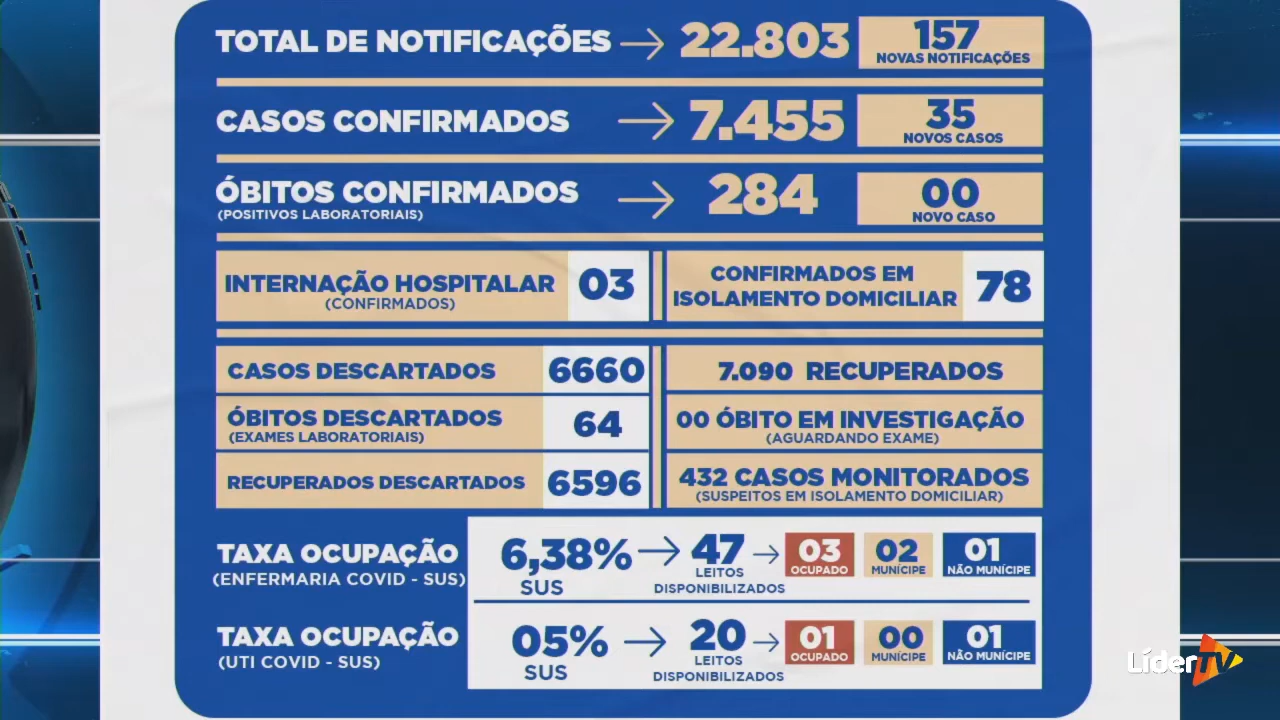 TOTAL DE NOTIFICAÇÕES → 22.803 157
NOVAS NOTIFICAÇÕES
CASOS CONFIRMADOS → 7.455 35
NOVOS CASOS
ÓBITOS CONFIRMADOS → 284 00
(POSITIVOS LABORATORIAIS) NOVO CASO
INTERNAÇÃO HOSPITALAR 03
(CONFIRMADOS)
CONFIRMADOS EM
ISOLAMENTO DOMICILIAR 78
CASOS DESCARTADOS 6660
7.090 RECUPERADOS
ÓBITOS DESCARTADOS 64
(EXAMES LABORATORIAIS)
00 ÓBITO EM INVESTIGAÇÃO
(AGUARDANDO EXAME)
RECUPERADOS DESCARTADOS 6596
432 CASOS MONITORADOS
(SUSPEITOS EM ISOLAMENTO DOMICILIAR)
TAXA OCUPAÇÃO
(ENFERMARIA COVID - SUS)
6,38% → 47 → 03 02 01
SUS LEITOS DISPONIBILIZADOS OCUPADO MUNÍCIPE NÃO MUNÍCIPE
TAXA OCUPAÇÃO
(UTI COVID - SUS)
05% → 20 → 01 00 01
SUS LEITOS DISPONIBILIZADOS OCUPADO MUNÍCIPE NÃO MUNÍCIPE
LíderTV